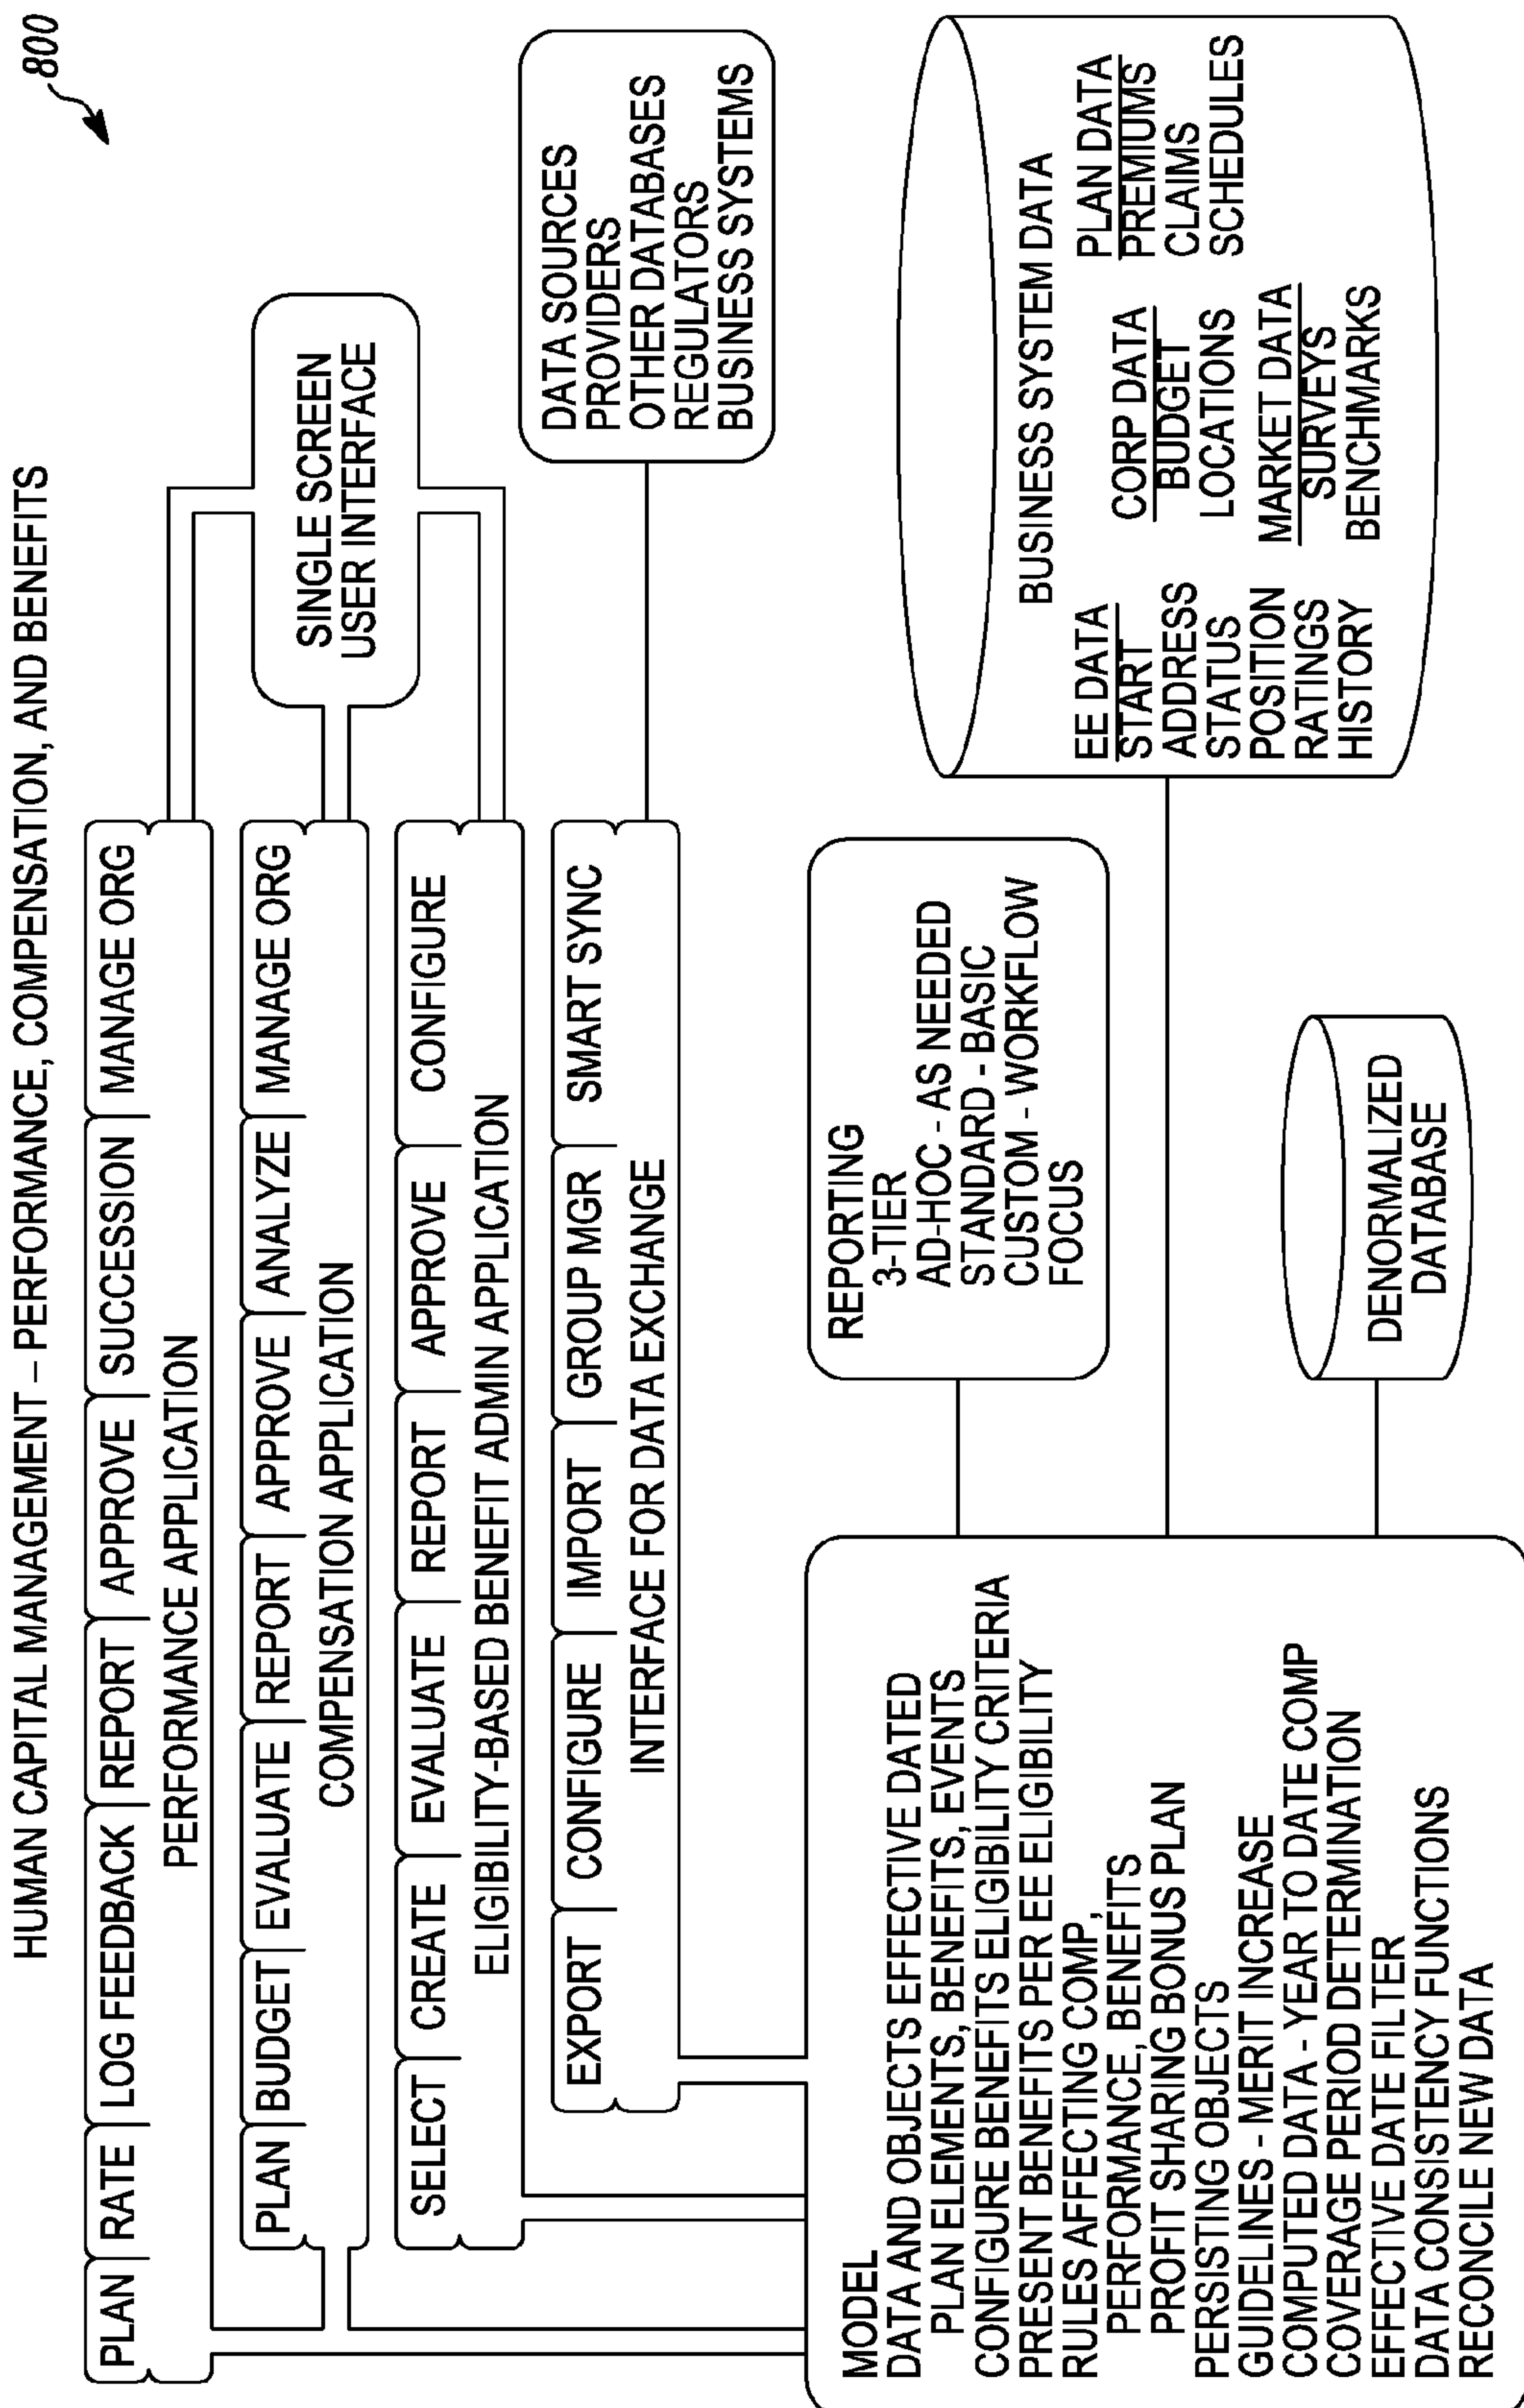 HUMAN CAPITAL MANAGEMENT – PERFORMANCE, COMPENSATION, AND BENEFITS
800
PLAN RATE LOG FEEDBACK REPORT APPROVE SUCCESSION MANAGE ORG
PERFORMANCE APPLICATION
PLAN BUDGET EVALUATE REPORT APPROVE ANALYZE MANAGE ORG
COMPENSATION APPLICATION
SELECT CREATE EVALUATE REPORT APPROVE CONFIGURE
ELIGIBILITY-BASED BENEFIT ADMIN APPLICATION
EXPORT CONFIGURE IMPORT GROUP MGR SMART SYNC
INTERFACE FOR DATA EXCHANGE
SINGLE SCREEN
USER INTERFACE
DATA SOURCES
PROVIDERS
OTHER DATABASES
REGULATORS
BUSINESS SYSTEMS
MODEL
DATA AND OBJECTS EFFECTIVE DATED
PLAN ELEMENTS, BENEFITS, EVENTS
CONFIGURE BENEFITS ELIGIBILITY CRITERIA
PRESENT BENEFITS PER EE ELIGIBILITY
RULES AFFECTING COMP,
PERFORMANCE, BENEFITS
PROFIT SHARING BONUS PLAN
PERSISTING OBJECTS
GUIDELINES - MERIT INCREASE
COMPUTED DATA - YEAR TO DATE COMP
COVERAGE PERIOD DETERMINATION
EFFECTIVE DATE FILTER
DATA CONSISTENCY FUNCTIONS
RECONCILE NEW DATA
REPORTING
3-TIER
AD-HOC - AS NEEDED
STANDARD - BASIC
CUSTOM - WORKFLOW
FOCUS
DENORMALIZED
DATABASE
BUSINESS SYSTEM DATA
EE DATA
START
ADDRESS
STATUS
POSITION
RATINGS
HISTORY
CORP DATA
BUDGET
LOCATIONS
MARKET DATA
SURVEYS
BENCHMARKS
PLAN DATA
PREMIUMS
CLAIMS
SCHEDULES